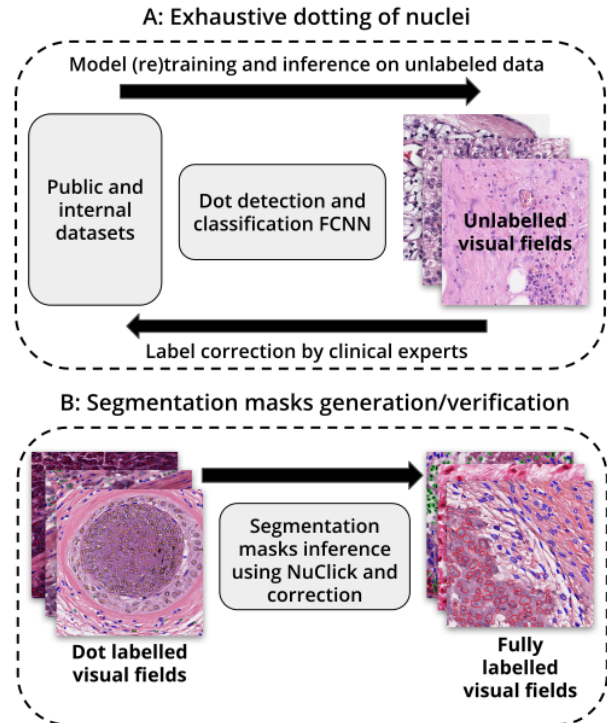 A: Exhaustive dotting of nuclei
Model (re)training and inference on unlabeled data
Public and
internal
datasets
Dot detection and
classification FCNN
Unlabelled
visual fields
Label correction by clinical experts
B: Segmentation masks generation/verification
Segmentation
masks inference
using NuClick and
correction
Dot labelled
visual fields
Fully
labelled
visual fields